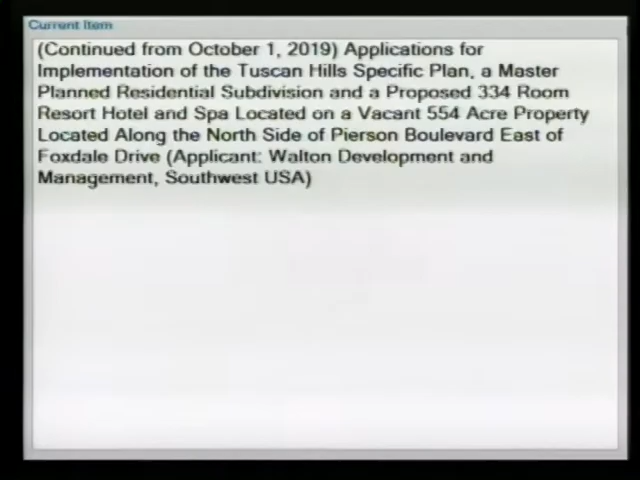 Current Item
(Continued from October 1, 2019) Applications for
Implementation of the Tuscan Hills Specific Plan, a Master
Planned Residential Subdivision and a Proposed 334 Room
Resort Hotel and Spa Located on a Vacant 554 Acre Property
Located Along the North Side of Pierson Boulevard East of
Foxdale Drive (Applicant: Walton Development and
Management, Southwest USA)